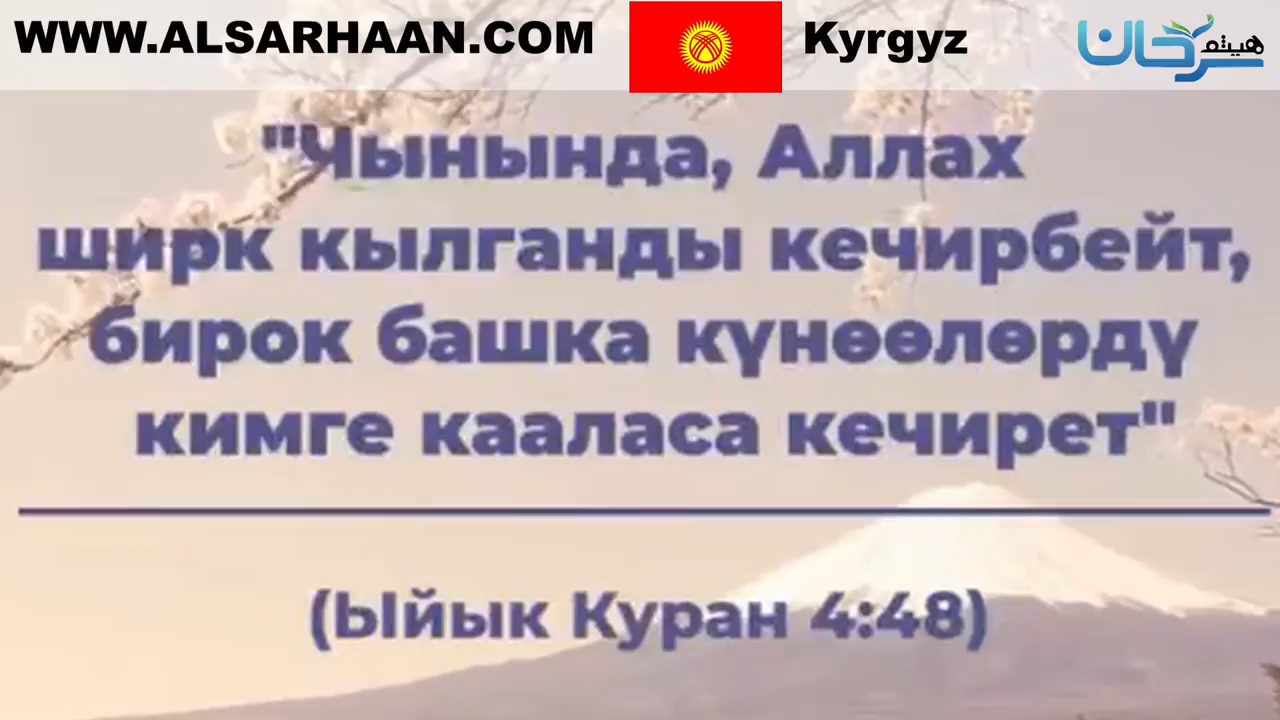 WWW.ALSARHAAN.COM Kyrgyz هيثم سرحان
"Чынында, Аллах
ширк кылганды кечирбейт,
бирок башка күнөөлөрдү
кимге кааласа кечирет"
(Ыйык Куран 4:48)